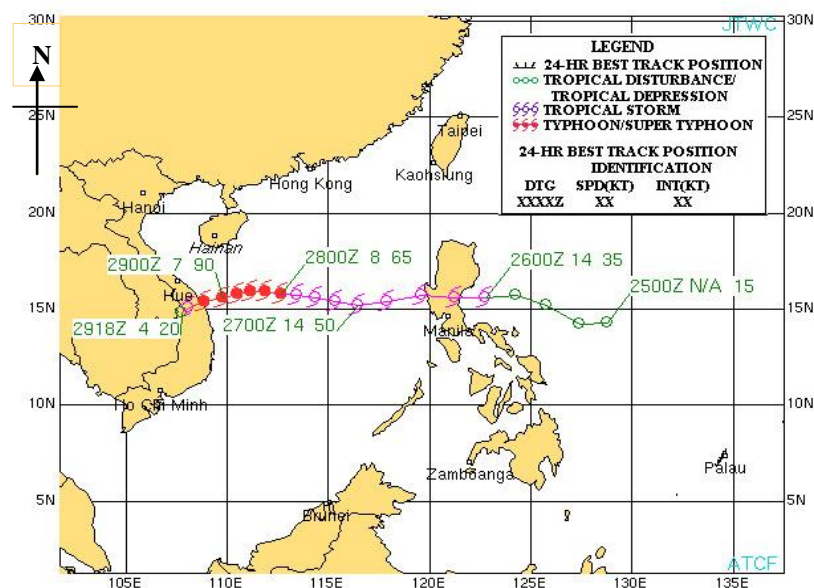 30N
JTWC
30N
N
LEGEND
24-HR BEST TRACK POSITION
TROPICAL DISTURBANCE/
TROPICAL DEPRESSION
TROPICAL STORM
TYPHOON/SUPER TYPHOON
24-HR BEST TRACK POSITION
IDENTIFICATION
DTG SPD(KT) INT(KT)
XXXXZ XX XX
25N
25N
Taipei
Kaohsiung
Hong Kong
Hanoi
20N
20N
Hainan
2900Z 7 90
2800Z 8 65
2600Z 14 35
2500Z N/A 15
Hue
15N
15N
2918Z 4 20
2700Z 14 50
Manila
10N
Ho Chi Minh
10N
Zamboanga
Palau
5N
5N
Brunei
ATCF
105E
110E
115E
120E
125E
130E
135E